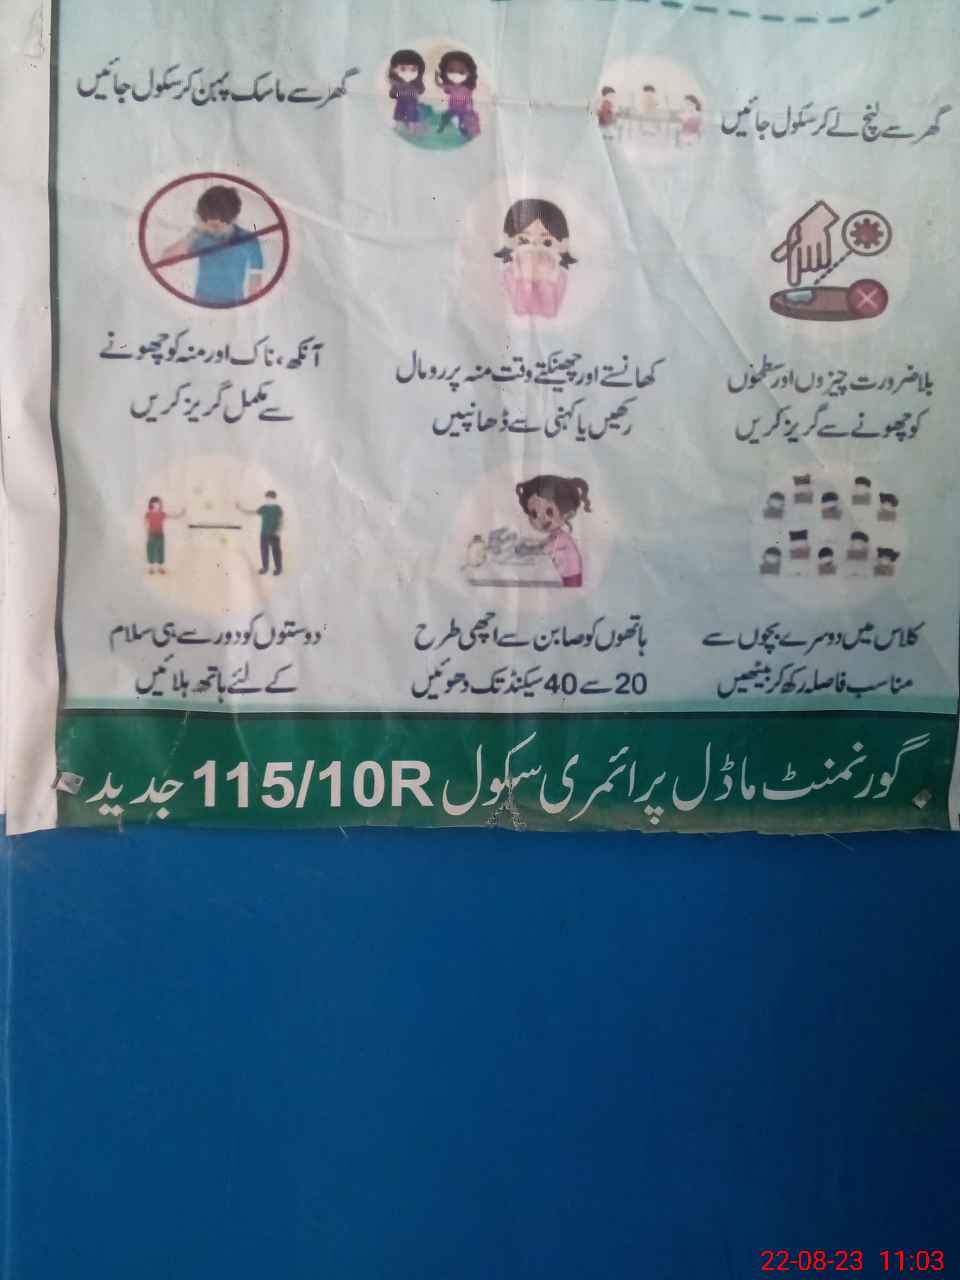 گھر سے لنچ لے کر سکول جائیں
گھر سے ماسک پہن کر سکول جائیں
بلاضرورت چیزوں اور سطحوں
کو چھونے سے گریز کریں
کھانستے اور چھینکتے وقت منہ پر رومال
رکھیں یا کہنی سے ڈھانپیں
آنکھ، ناک اور منہ کو چھونے
سے مکمل گریز کریں
کلاس میں دوسرے بچوں سے
مناسب فاصلہ رکھ کر بیٹھیں
ہاتھوں کو صابن سے اچھی طرح
20 سے 40 سیکنڈ تک دھوئیں
دوستوں کو دور سے ہی سلام
کے لئے ہاتھ ہلائیں
گورنمنٹ ماڈل پرائمری سکول 115/10R جدید
22-08-23 11:03